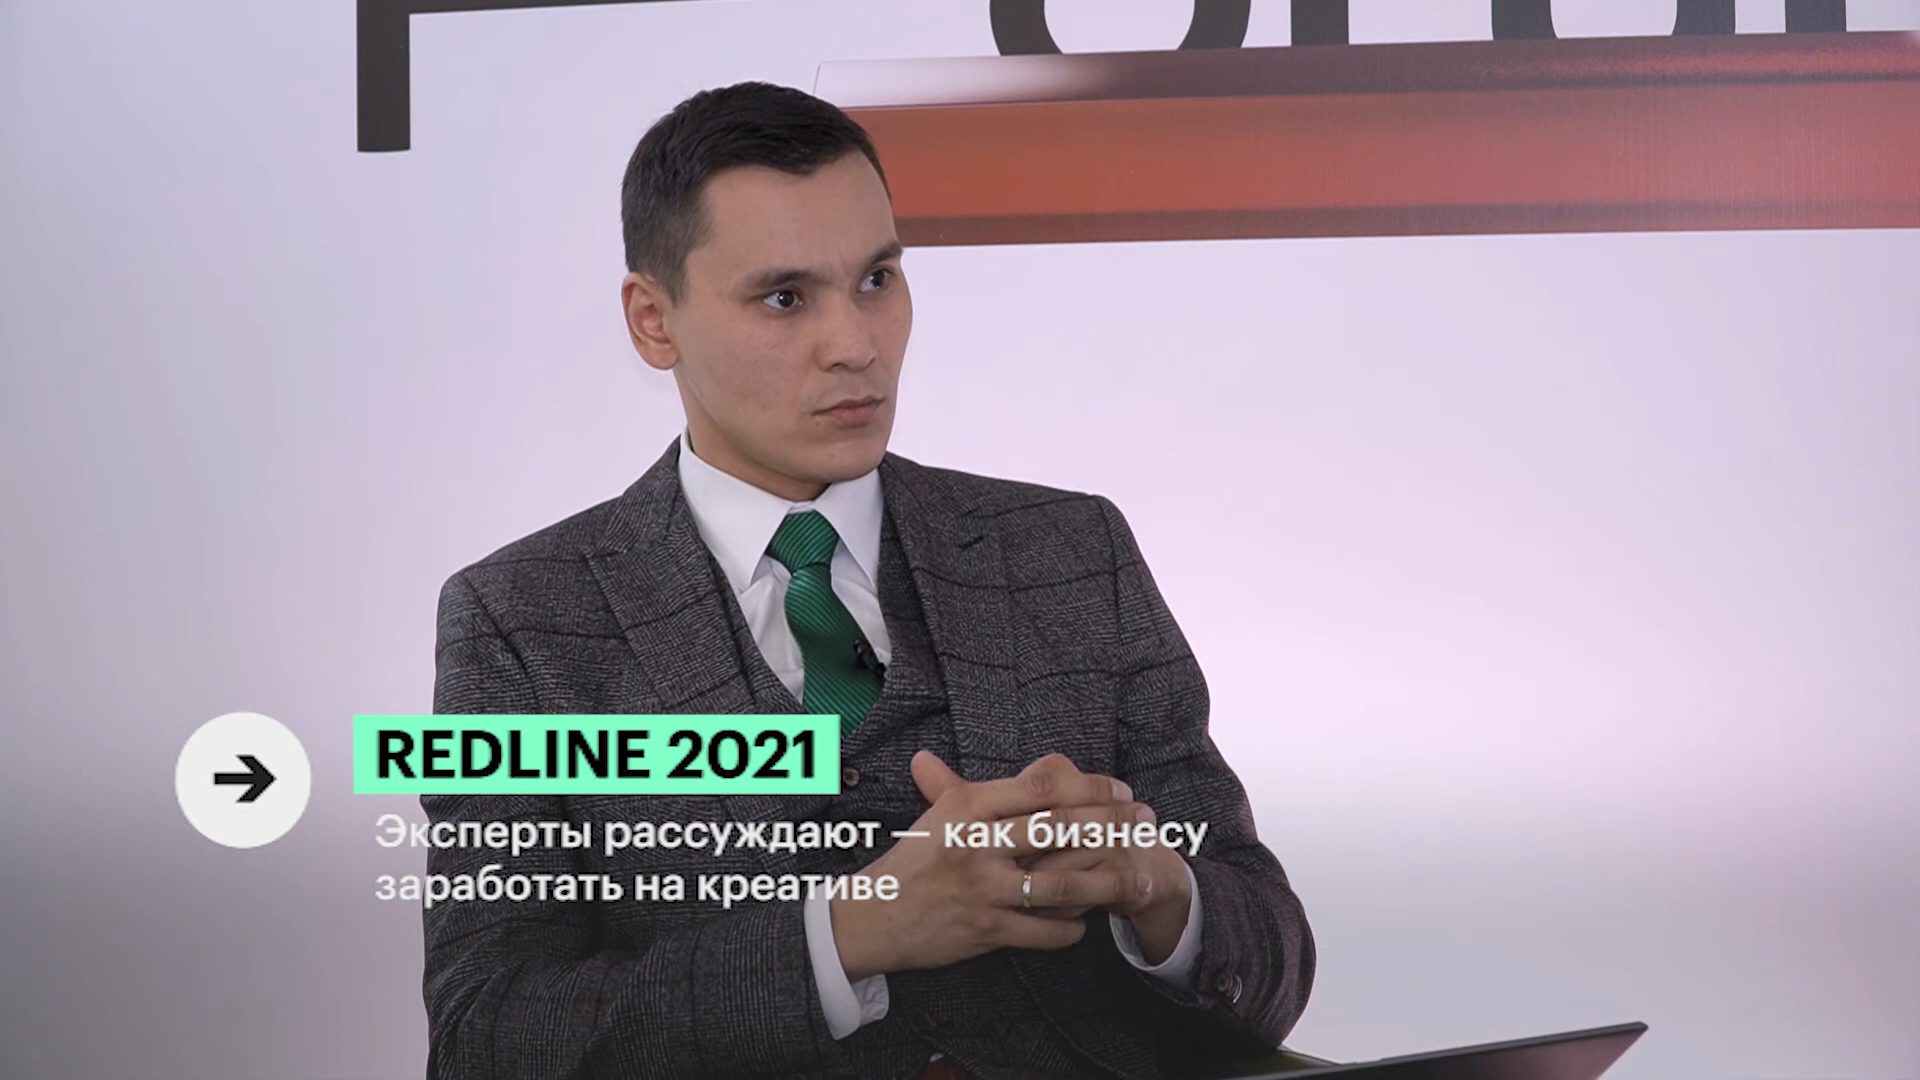 REDLINE 2021
Эксперты рассуждают — как бизнесу
заработать на креативе